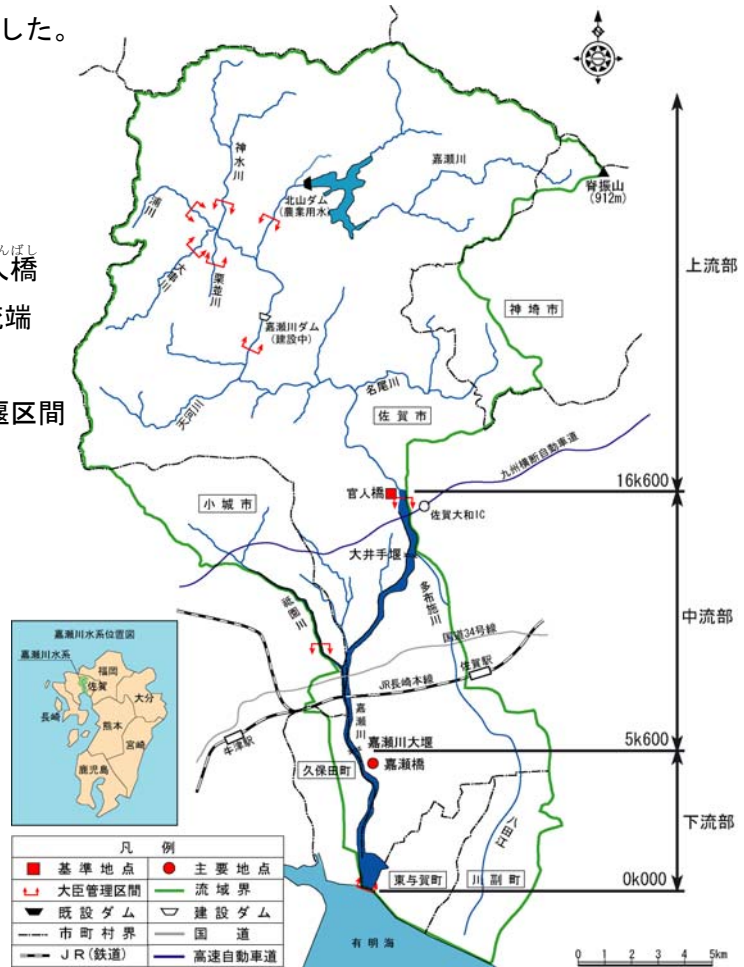 した。
んばし
人橋
流端
堰区間
神水川
嘉瀬川
北山ダム
(農業用水)
脊振山
(912m)
浦川
大串川
栗並川
上流部
神埼市
嘉瀬川ダム
(建設中)
名尾川
天河川
佐賀市
九州横断自動車道
16k600
官人橋
佐賀大和IC
小城市
大井手堰
多布施川
祇園川
中流部
国道34号線
佐賀駅
JR長崎本線
嘉瀬川
牛津駅
嘉瀬川大堰
5k600
嘉瀬橋
久保田町
八田江
下流部
東与賀町
川副町
0k000
有明海
嘉瀬川水系位置図
嘉瀬川水系
福岡
佐賀
大分
長崎
熊本
宮崎
鹿児島
凡例
基準地点 主要地点
大臣管理区間 流域界
既設ダム 建設ダム
市町村界 国道
JR(鉄道) 高速自動車道
0 1 2 3 4 5km